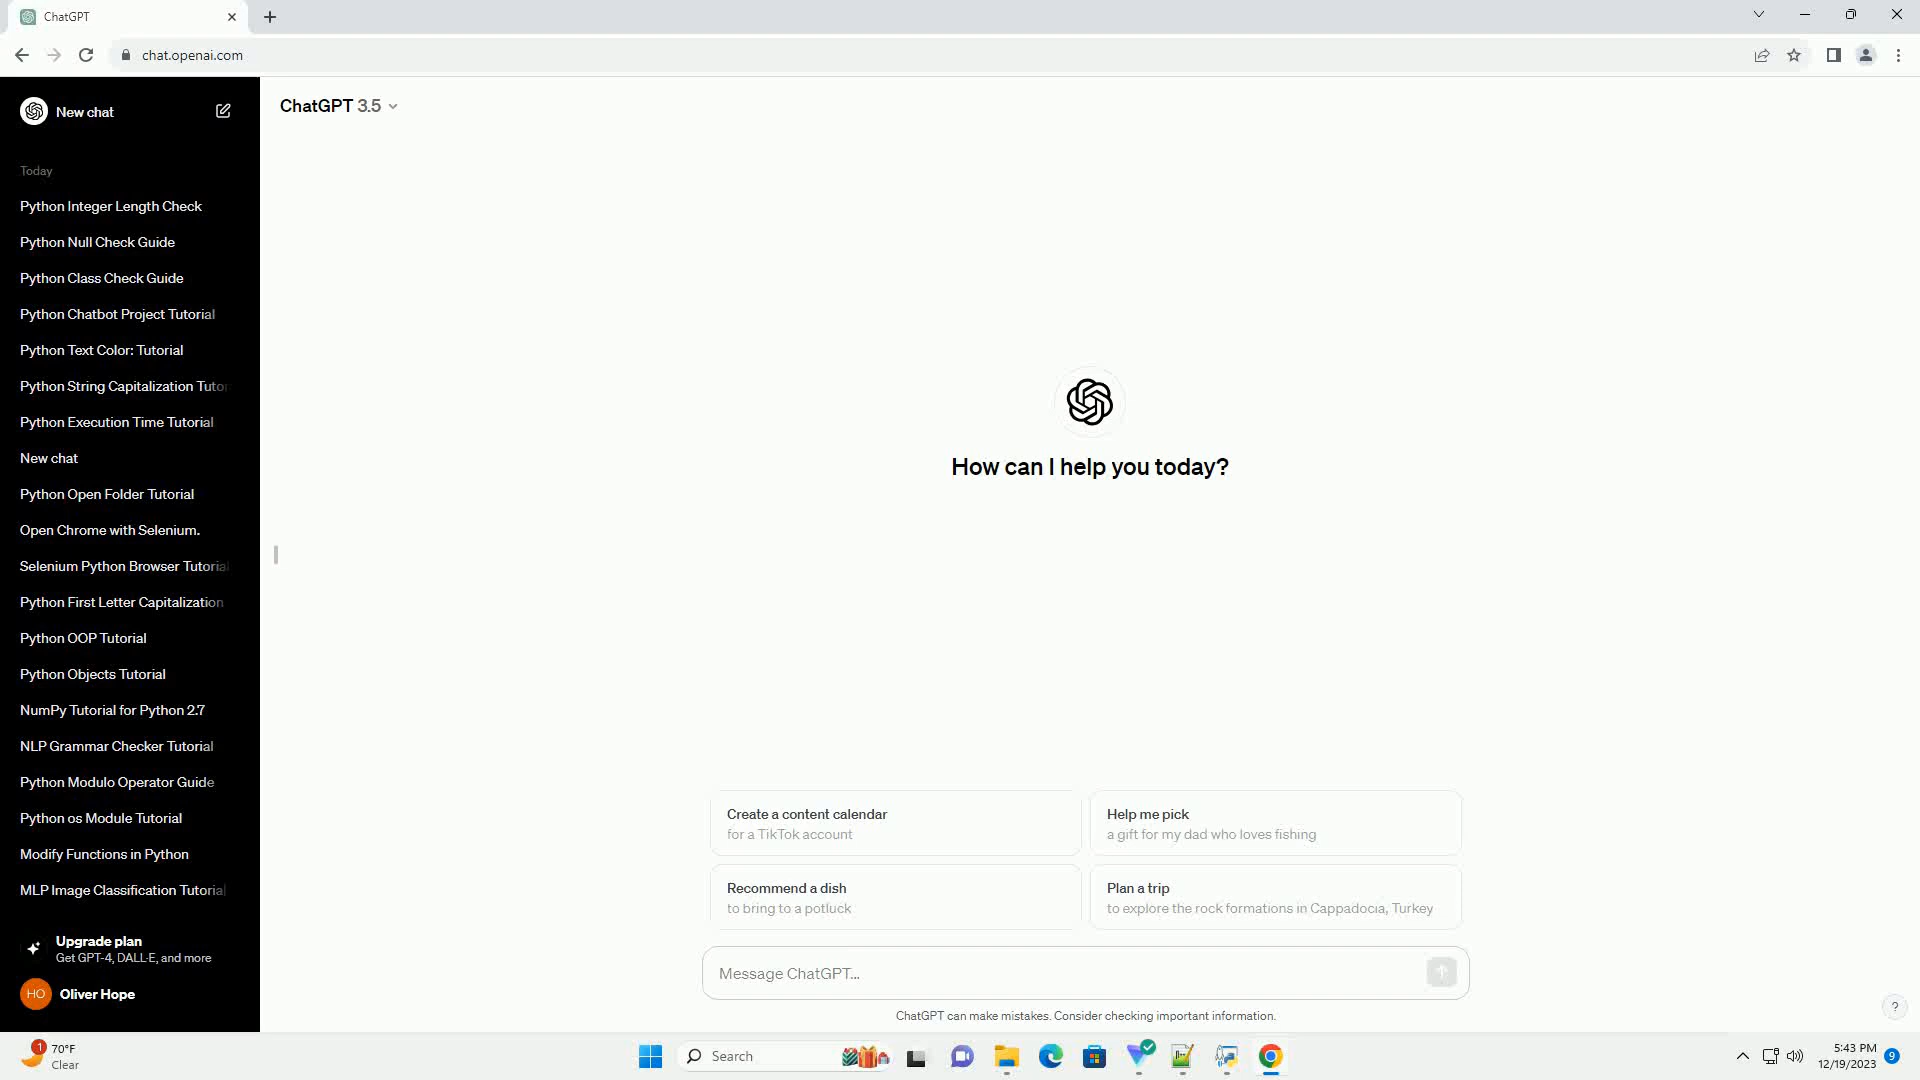 ChatGPT
chat.openai.com
New chat
Today
Python Integer Length Check
Python Null Check Guide
Python Class Check Guide
Python Chatbot Project Tutorial
Python Text Color: Tutorial
Python String Capitalization Tutor
Python Execution Time Tutorial
New chat
Python Open Folder Tutorial
Open Chrome with Selenium.
Selenium Python Browser Tutorial
Python First Letter Capitalization
Python OOP Tutorial
Python Objects Tutorial
NumPy Tutorial for Python 2.7
NLP Grammar Checker Tutorial
Python Modulo Operator Guide
Python os Module Tutorial
Modify Functions in Python
MLP Image Classification Tutorial
Upgrade plan
Get GPT-4, DALL·E, and more
HO Oliver Hope
ChatGPT 3.5
How can I help you today?
Create a content calendar
for a TikTok account
Help me pick
a gift for my dad who loves fishing
Recommend a dish
to bring to a potluck
Plan a trip
to explore the rock formations in Cappadocia, Turkey
Message ChatGPT...
ChatGPT can make mistakes. Consider checking important information.
?
1
70°F
Clear
Search
5:43 PM
12/19/2023
9